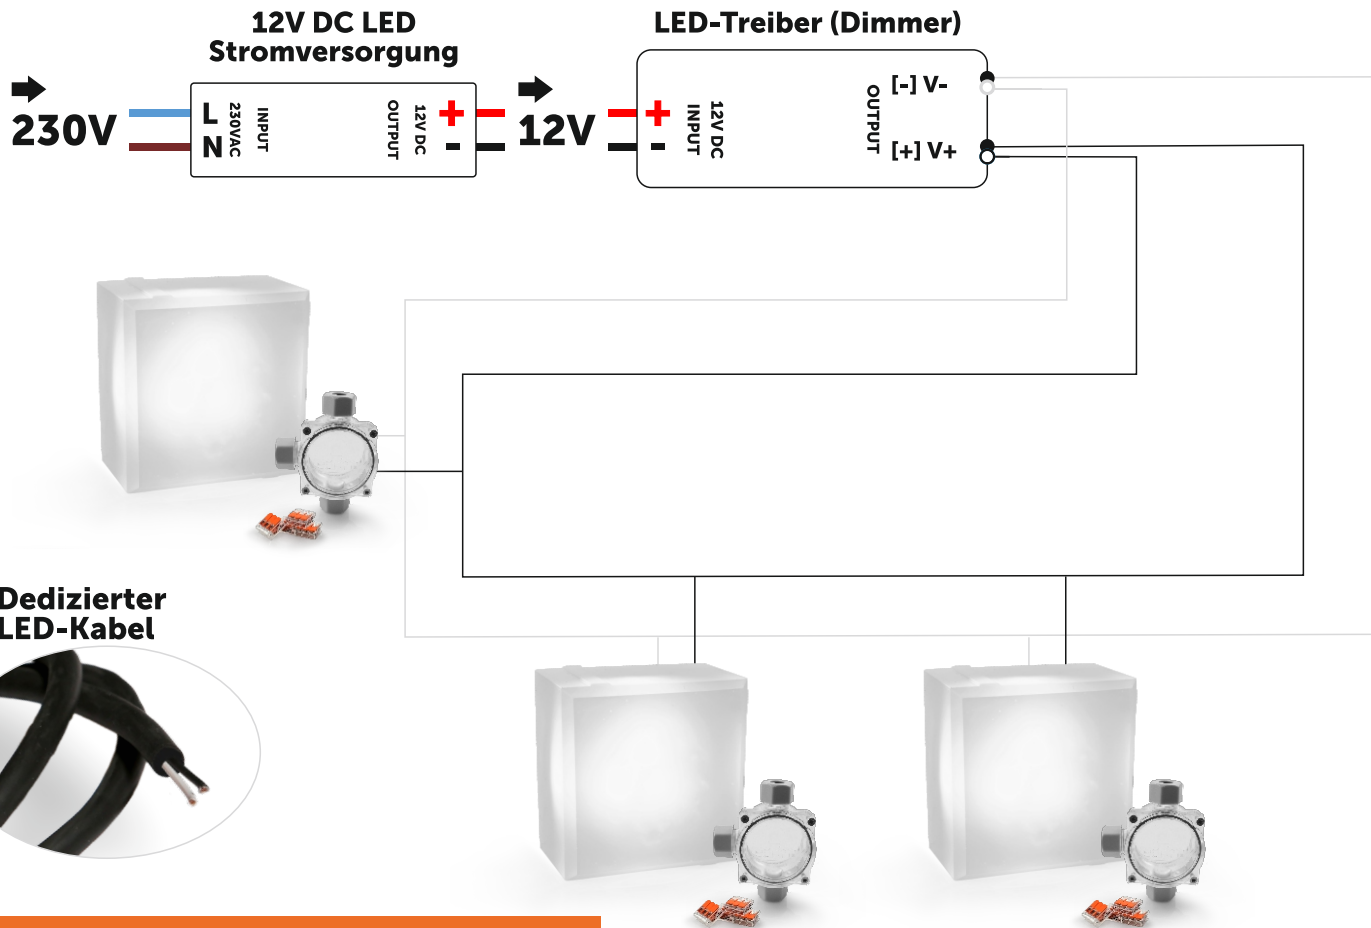 12V DC LED
Stromversorgung
LED-Treiber (Dimmer)
230V
L
N
230VAC
INPUT
OUTPUT
12V DC
+
-
12V
+
-
INPUT
12V DC
OUTPUT
[-] V-
[+] V+
Dedizierter
LED-Kabel